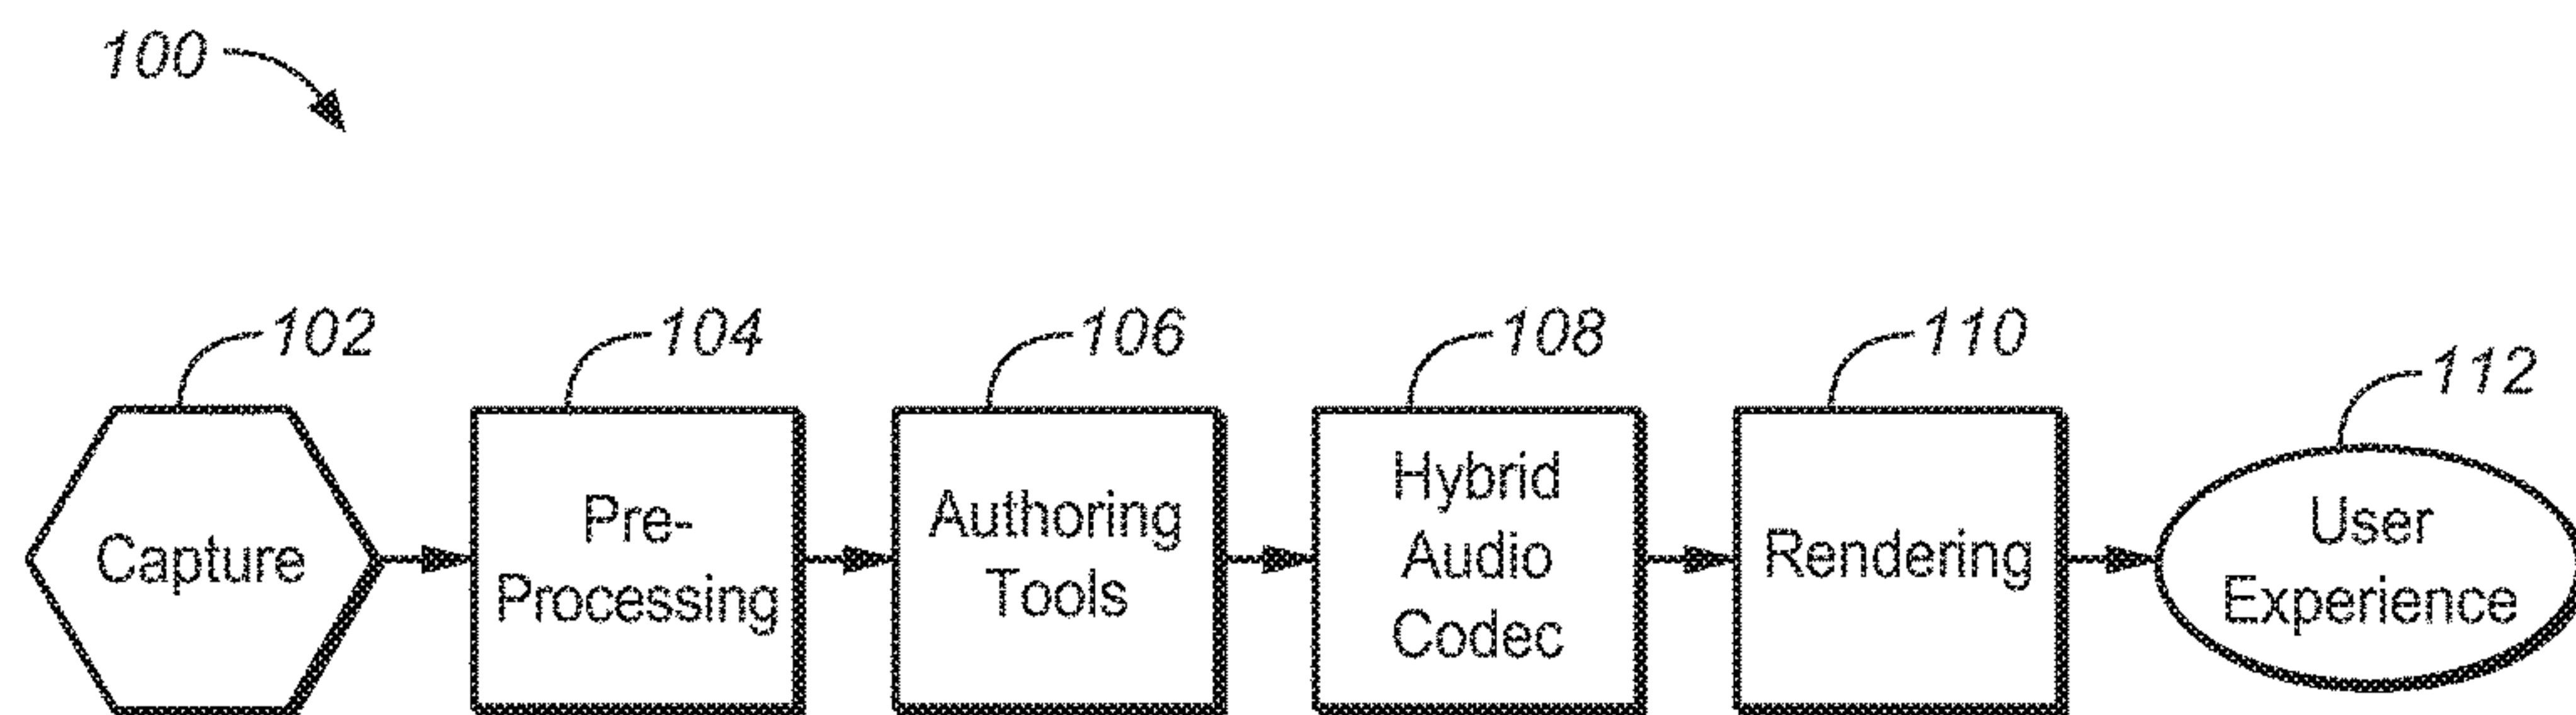 100
102
104
106
108
110
112
Capture
Pre-
Processing
Authoring
Tools
Hybrid
Audio
Codec
Rendering
User
Experience